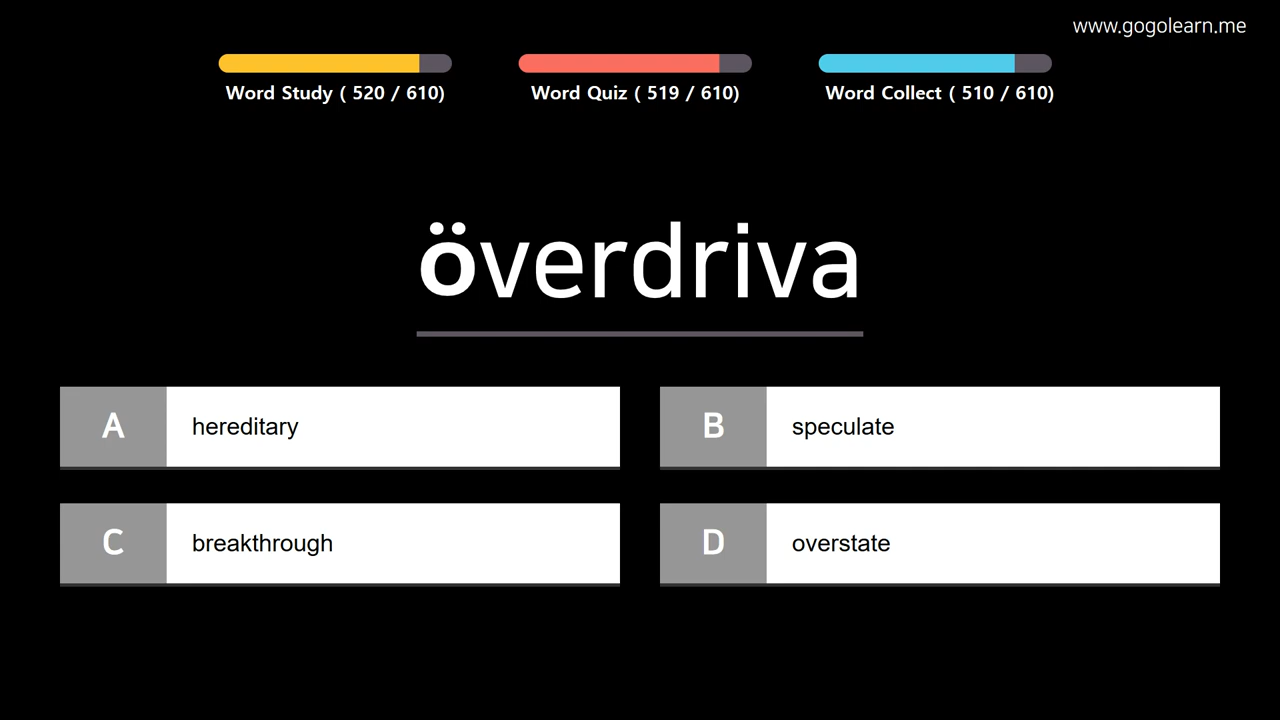 www.gogolearn.me
Word Study ( 520 / 610)
Word Quiz ( 519 / 610)
Word Collect ( 510 / 610)
överdriva
A hereditary
B speculate
C breakthrough
D overstate